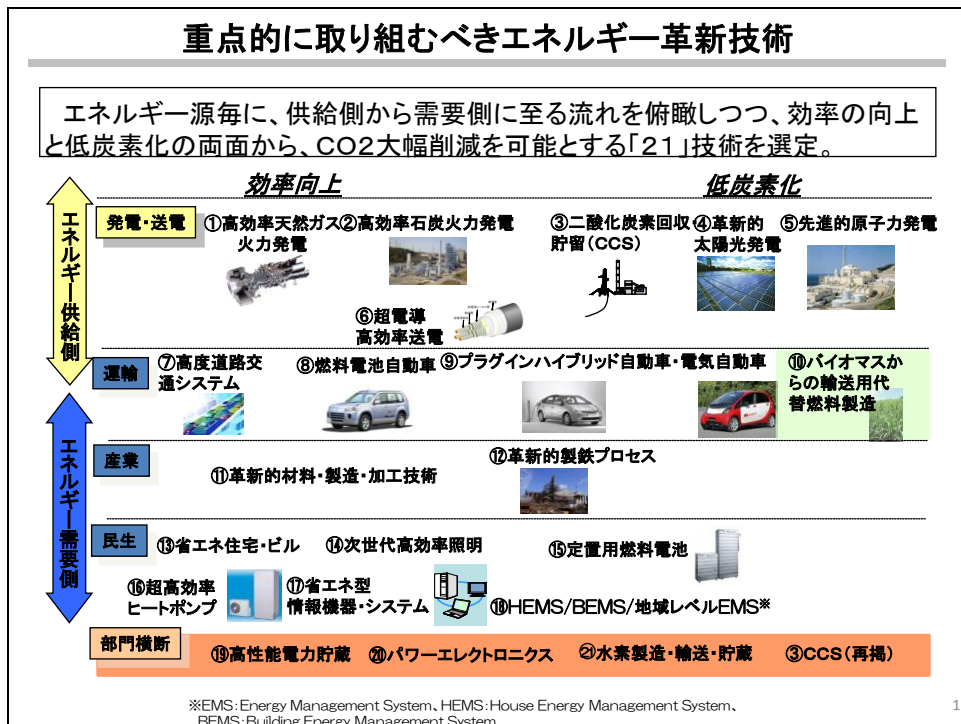 重点的に取り組むべきエネルギー革新技術
エネルギー源毎に、供給側から需要側に至る流れを俯瞰しつつ、効率の向上
と低炭素化の両面から、CO2大幅削減を可能とする「21」技術を選定。
効率向上
低炭素化
エネルギー供給側
発電・送電
①高効率天然ガス
火力発電
②高効率石炭火力発電
③二酸化炭素回収・
貯留(CCS)
④革新的
太陽光発電
⑤先進的原子力発電
⑥超電導
高効率送電
運輸
⑦高度道路交
通システム
⑧燃料電池自動車
⑨プラグインハイブリッド自動車・電気自動車
⑩バイオマスか
らの輸送用代
替燃料製造
エネルギー需要側
産業
⑪革新的材料・製造・加工技術
⑫革新的製鉄プロセス
民生
⑬省エネ住宅・ビル
⑭次世代高効率照明
⑮定置用燃料電池
⑯超高効率
ヒートポンプ
⑰省エネ型
情報機器・システム
⑱HEMS/BEMS/地域レベルEMS※
部門横断
⑲高性能電力貯蔵
⑳パワーエレクトロニクス
㉑水素製造・輸送・貯蔵
③CCS(再掲)
※EMS:Energy Management System、HEMS:House Energy Management System、
BEMS:Building Energy Management System
1